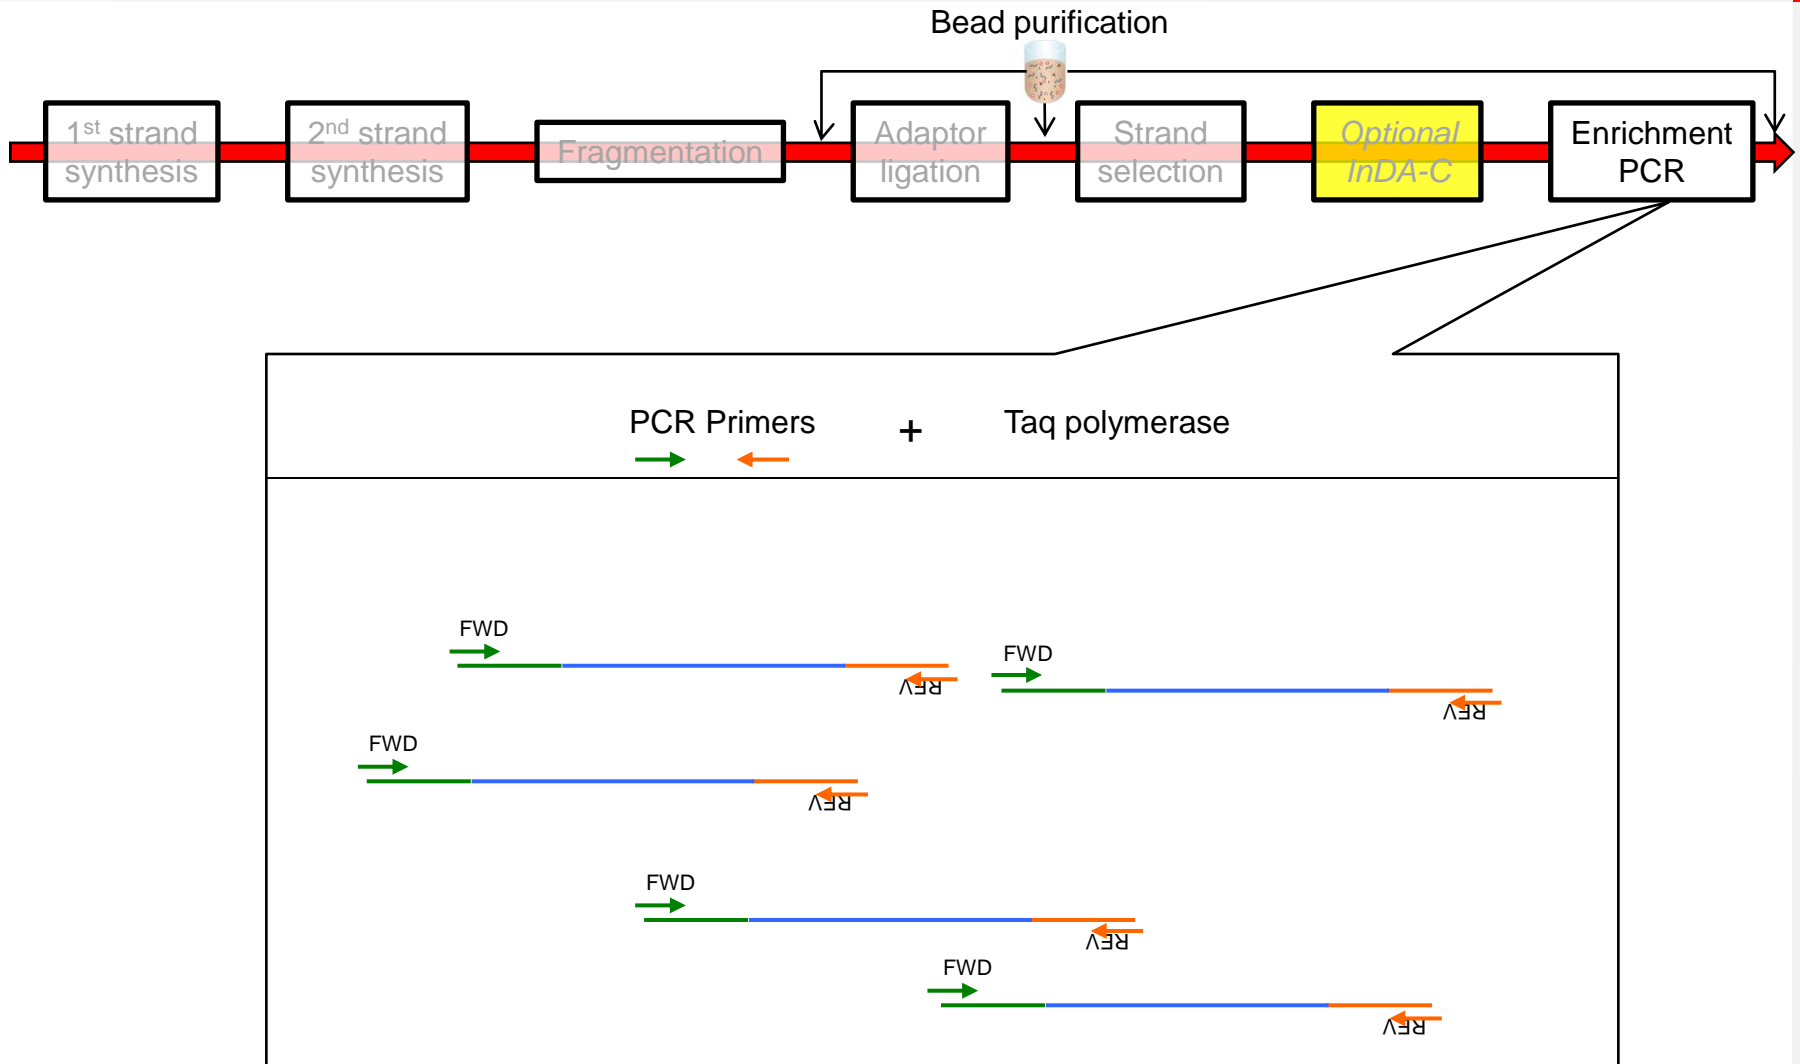 Bead purification
1st strand
synthesis
2nd strand
synthesis
Fragmentation
Adaptor
ligation
Strand
selection
Optional
InDA-C
Enrichment
PCR
PCR Primers + Taq polymerase
FWD
REV
FWD
REV
FWD
REV
FWD
REV
FWD
REV